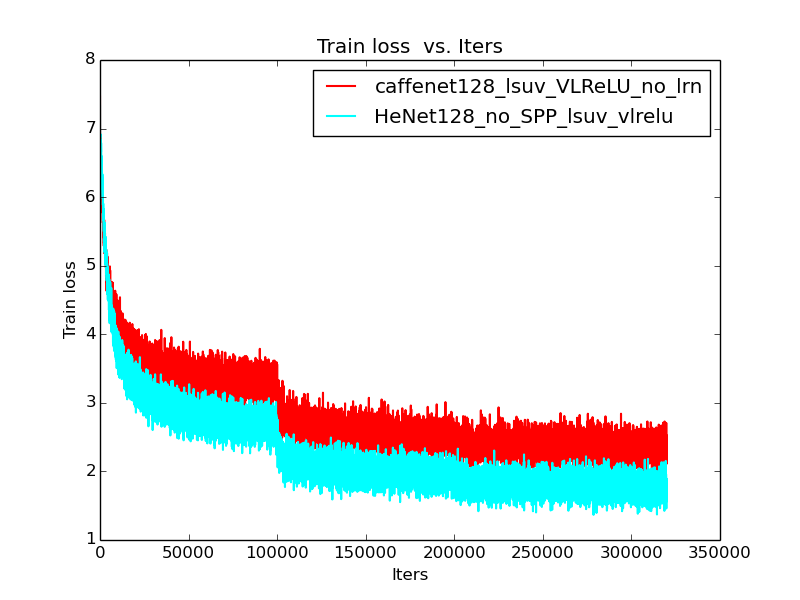 Train loss  vs. Iters
caffenet128_lsuv_VLReLU_no_lrn
HeNet128_no_SPP_lsuv_vlrelu
8
7
6
5
4
3
2
1
Train loss
0 50000 100000 150000 200000 250000 300000 350000
Iters